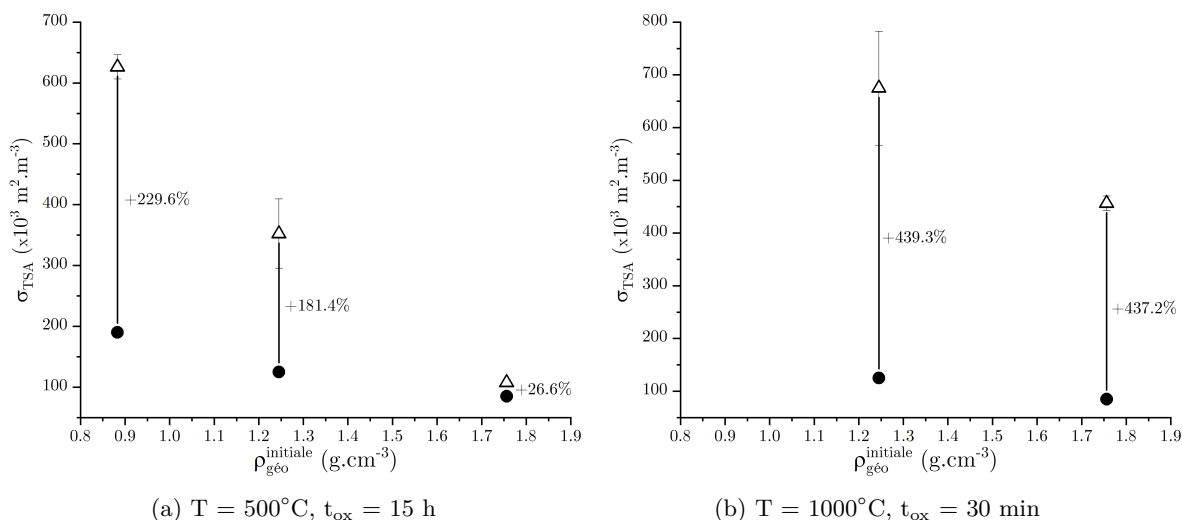 700
600
500
400
300
200
100
σTSA (x10³ m².m⁻³)
+229.6%
+181.4%
+26.6%
0.8 0.9 1.0 1.1 1.2 1.3 1.4 1.5 1.6 1.7 1.8 1.9
ρgéo initiale (g.cm⁻³)
(a) T = 500°C, tox = 15 h
800
700
600
500
400
300
200
100
σTSA (x10³ m².m⁻³)
+439.3%
+437.2%
0.8 0.9 1.0 1.1 1.2 1.3 1.4 1.5 1.6 1.7 1.8 1.9
ρgéo initiale (g.cm⁻³)
(b) T = 1000°C, tox = 30 min